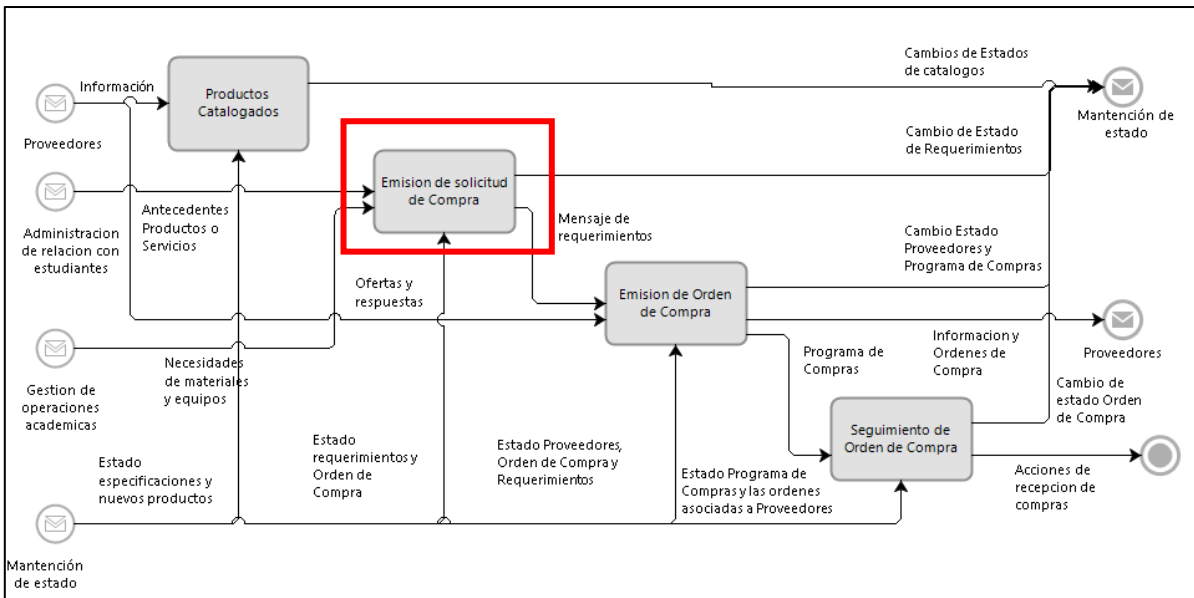 Información
Productos
Catalogados
Cambios de Estados
de catalogos
Proveedores
Mantención de
estado
Cambio de Estado
de Requerimientos
Emision de solicitud
de Compra
Administracion
de relacion con
estudiantes
Antecedentes
Productos o
Servicios
Mensaje de
requerimientos
Cambio Estado
Proveedores y
Programa de Compras
Ofertas y
respuestas
Emision de Orden
de Compra
Gestion de
operaciones
academicas
Necesidades
de materiales
y equipos
Programa de
Compras
Informacion y
Ordenes de
Compra
Proveedores
Cambio de
estado Orden
de Compra
Seguimiento de
Orden de Compra
Estado
especificaciones y
nuevos productos
Estado
requerimientos y
Orden de
Compra
Estado Proveedores,
Orden de Compra y
Requerimientos
Estado Programa de
Compras y las ordenes
asociadas a Proveedores
Acciones de
recepcion de
compras
Mantención
de estado